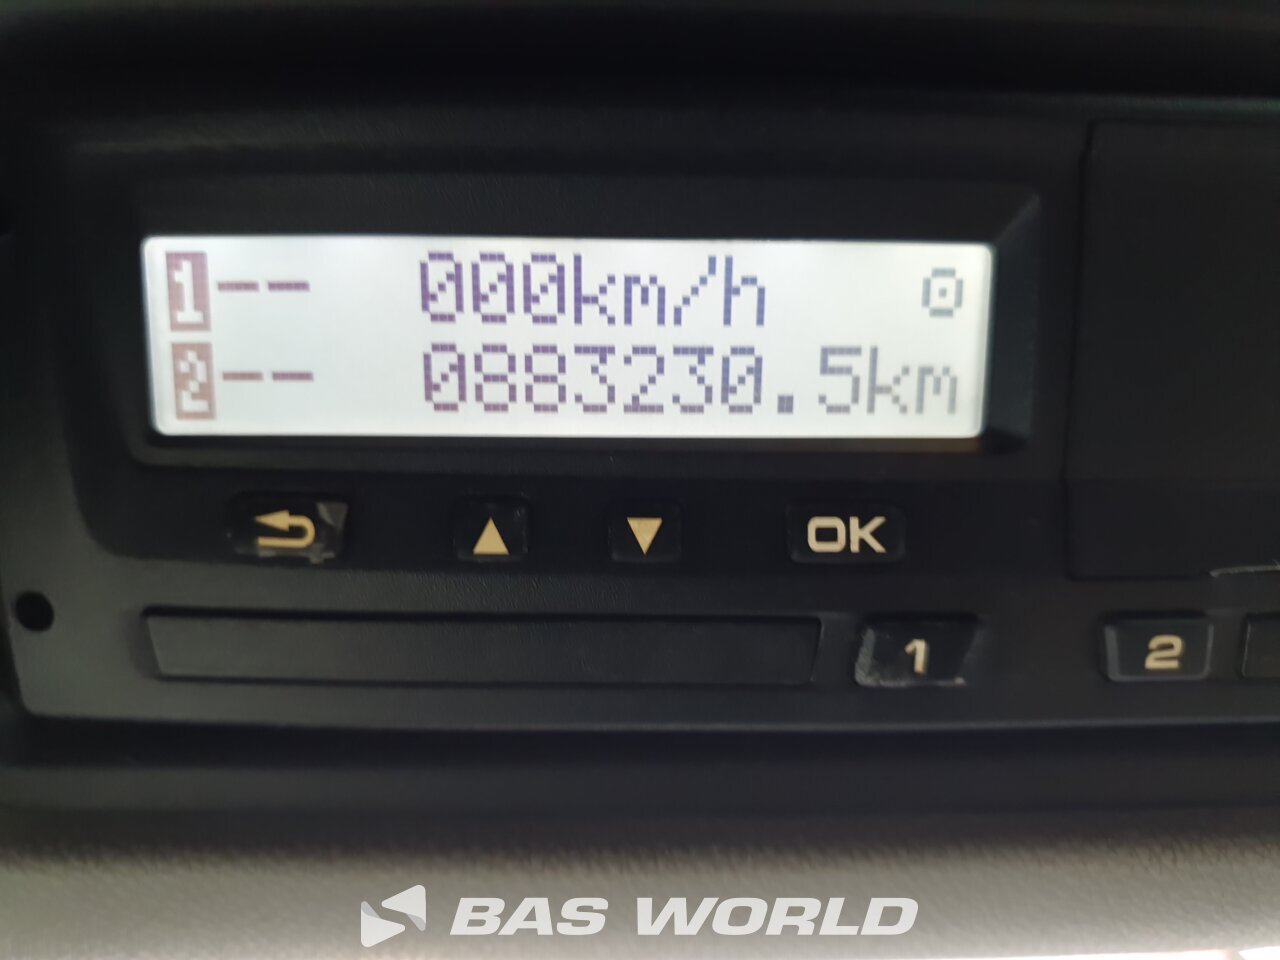 1-- 000km/h
2-- 0883230.5km
OK
1
2
BAS WORLD